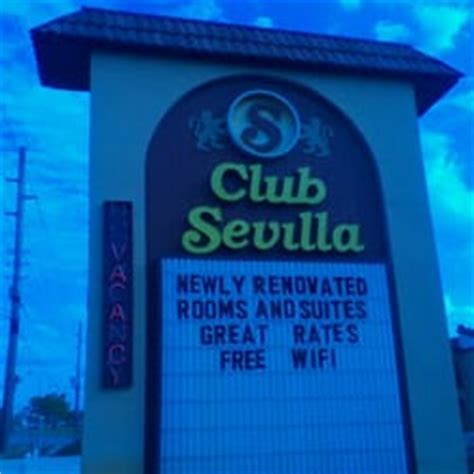 S
Club
Sevilla
NEWLY RENOVATED
ROOMS AND SUITES
GREAT RATES
FREE WIFI
VACANCY